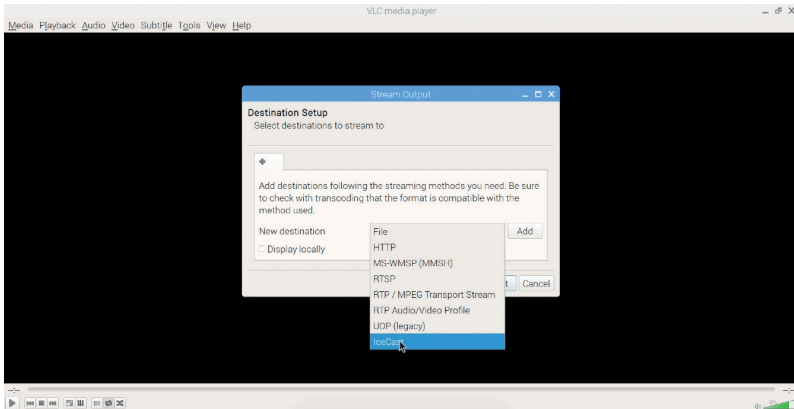 VLC media player
Media Playback Audio Video Subtitle Tools View Help
Stream Output
Destination Setup
Select destinations to stream to
Add destinations following the streaming methods you need. Be sure
to check with transcoding that the format is compatible with the
method used.
New destination
File
Add
Display locally
HTTP
MS-WMSP (MMSH)
RTSP
RTP / MPEG Transport Stream
Cancel
RTP Audio/Video Profile
UDP (legacy)
IceCast
--:--
--:--